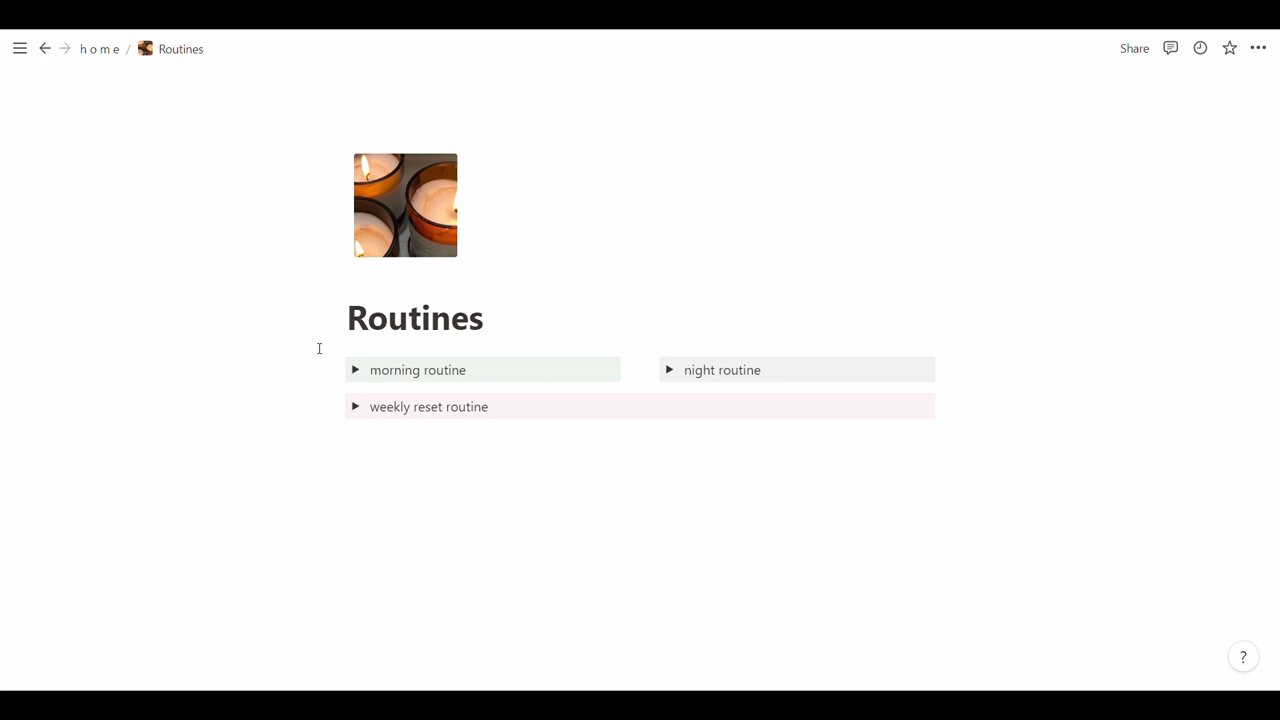 h o m e / Routines
Share
Routines
morning routine
night routine
weekly reset routine
?